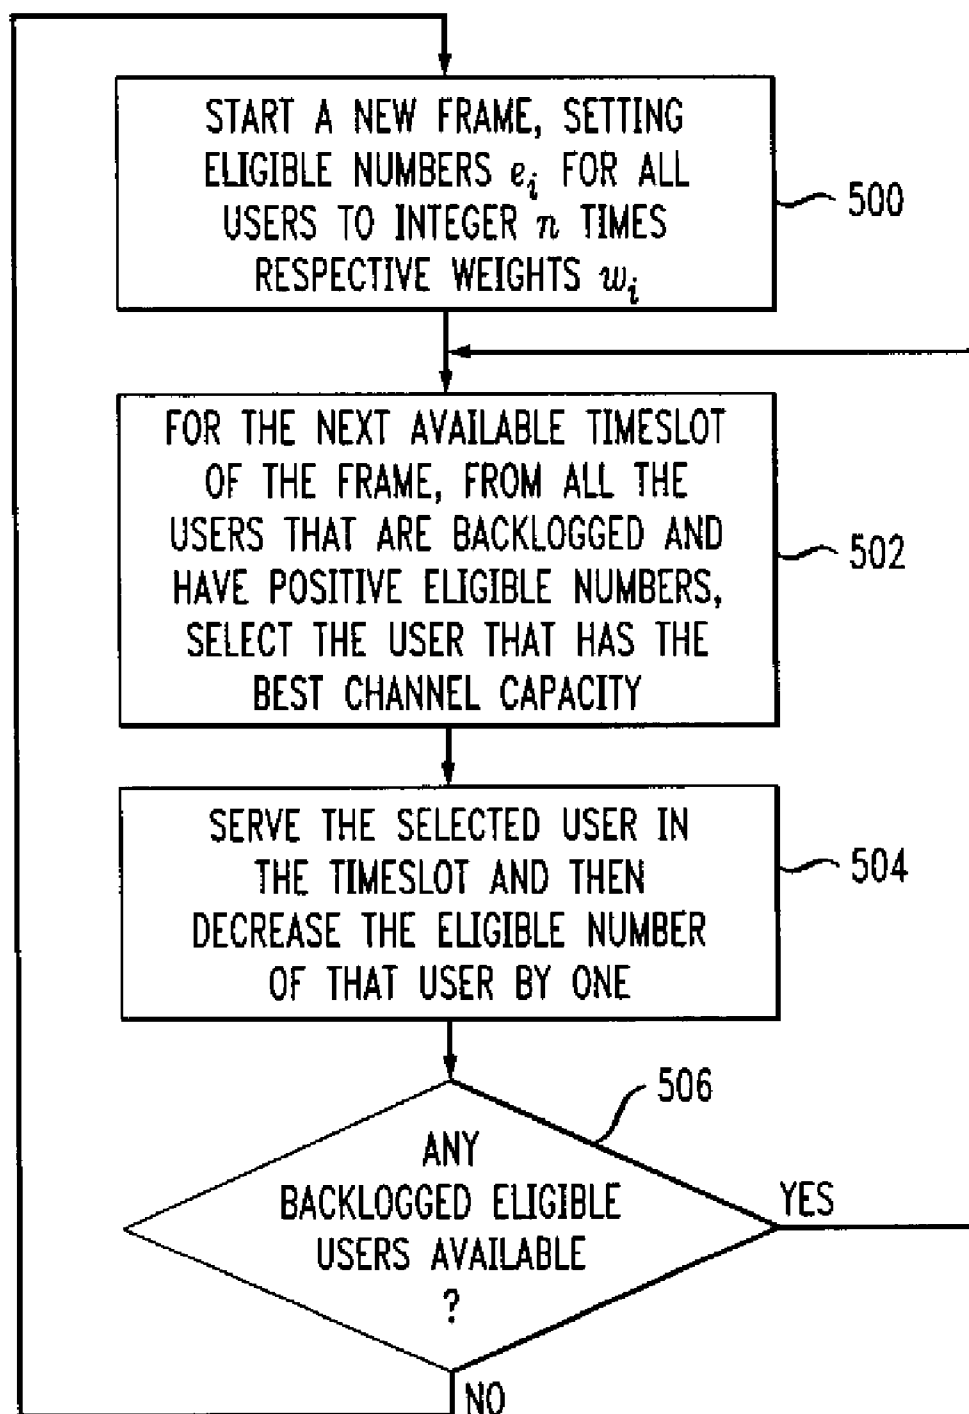 START A NEW FRAME, SETTING
ELIGIBLE NUMBERS e_i FOR ALL
USERS TO INTEGER n TIMES
RESPECTIVE WEIGHTS w_i
500
FOR THE NEXT AVAILABLE TIMESLOT
OF THE FRAME, FROM ALL THE
USERS THAT ARE BACKLOGGED AND
HAVE POSITIVE ELIGIBLE NUMBERS,
SELECT THE USER THAT HAS THE
BEST CHANNEL CAPACITY
502
SERVE THE SELECTED USER IN
THE TIMESLOT AND THEN
DECREASE THE ELIGIBLE NUMBER
OF THAT USER BY ONE
504
506
ANY
BACKLOGGED ELIGIBLE
USERS AVAILABLE
?
YES
NO